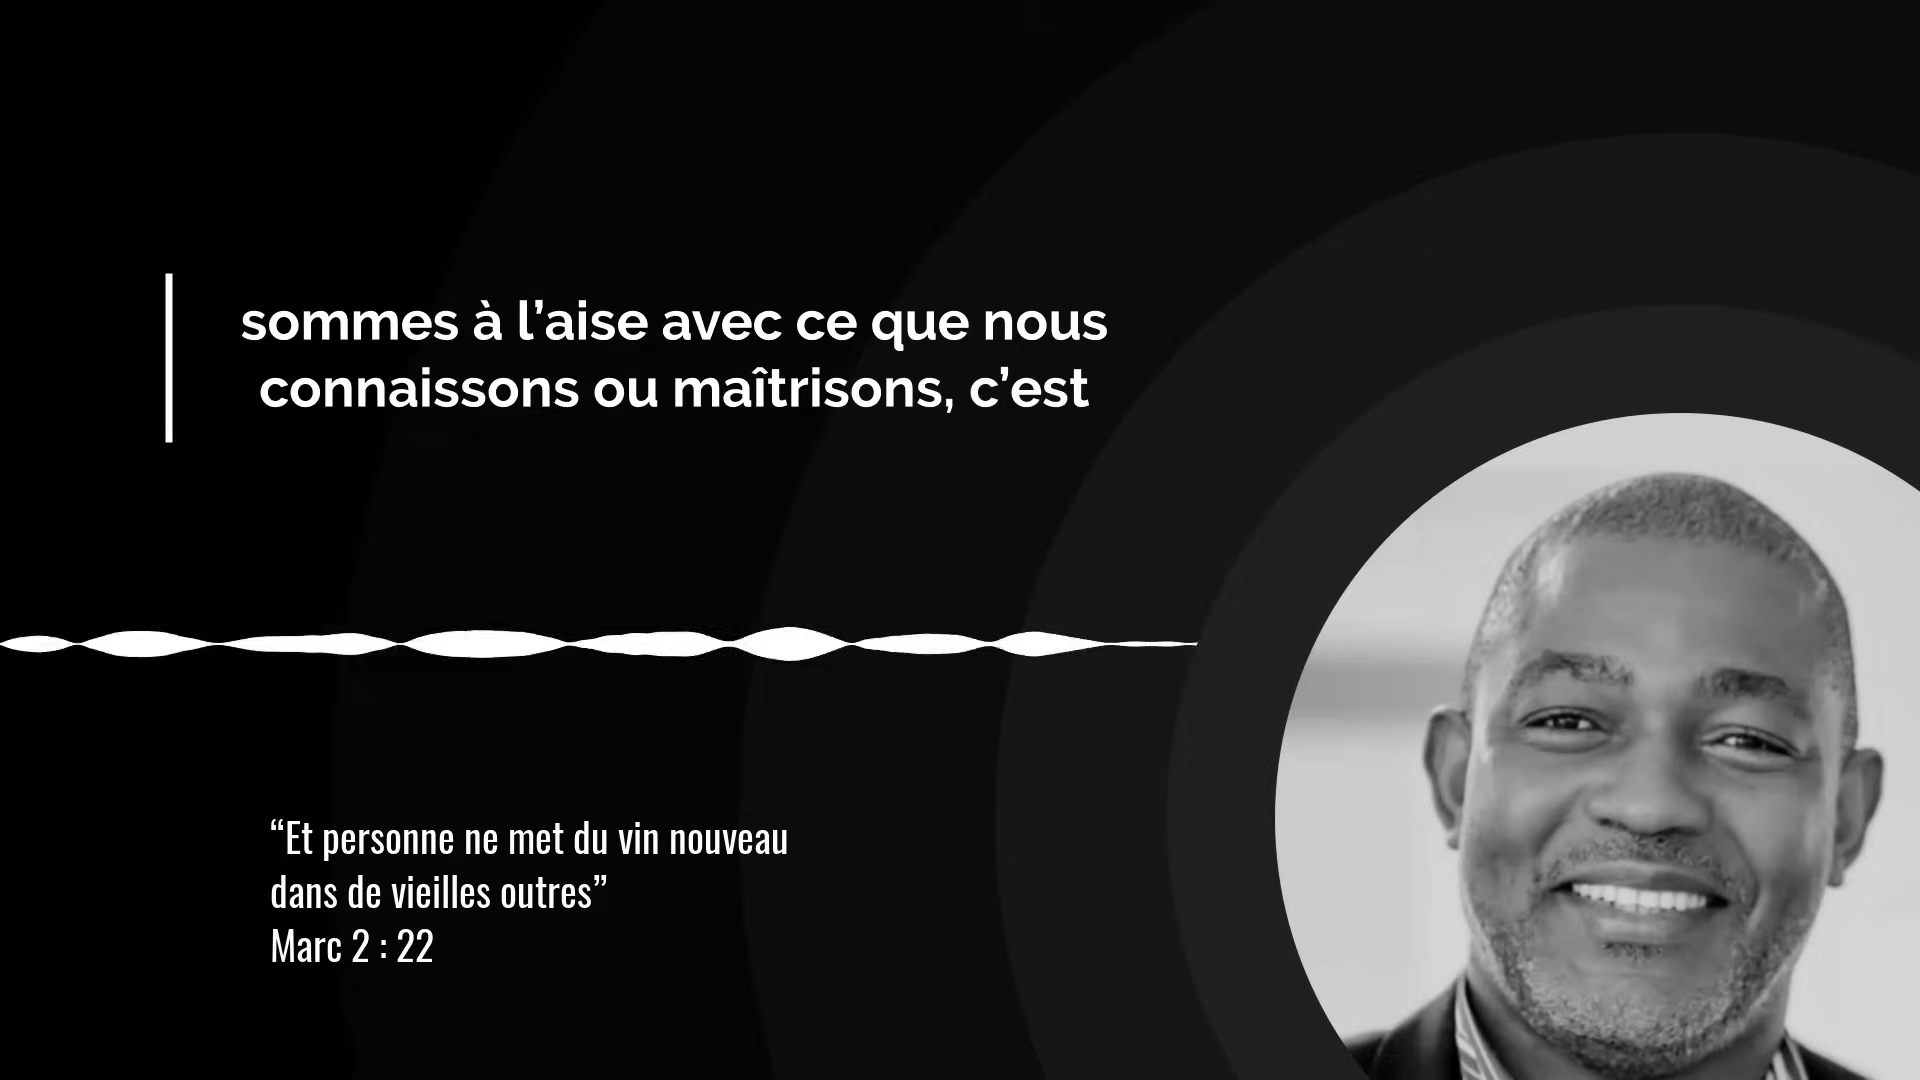 sommes à l’aise avec ce que nous
connaissons ou maîtrisons, c’est
“Et personne ne met du vin nouveau
dans de vieilles outres”
Marc 2 : 22